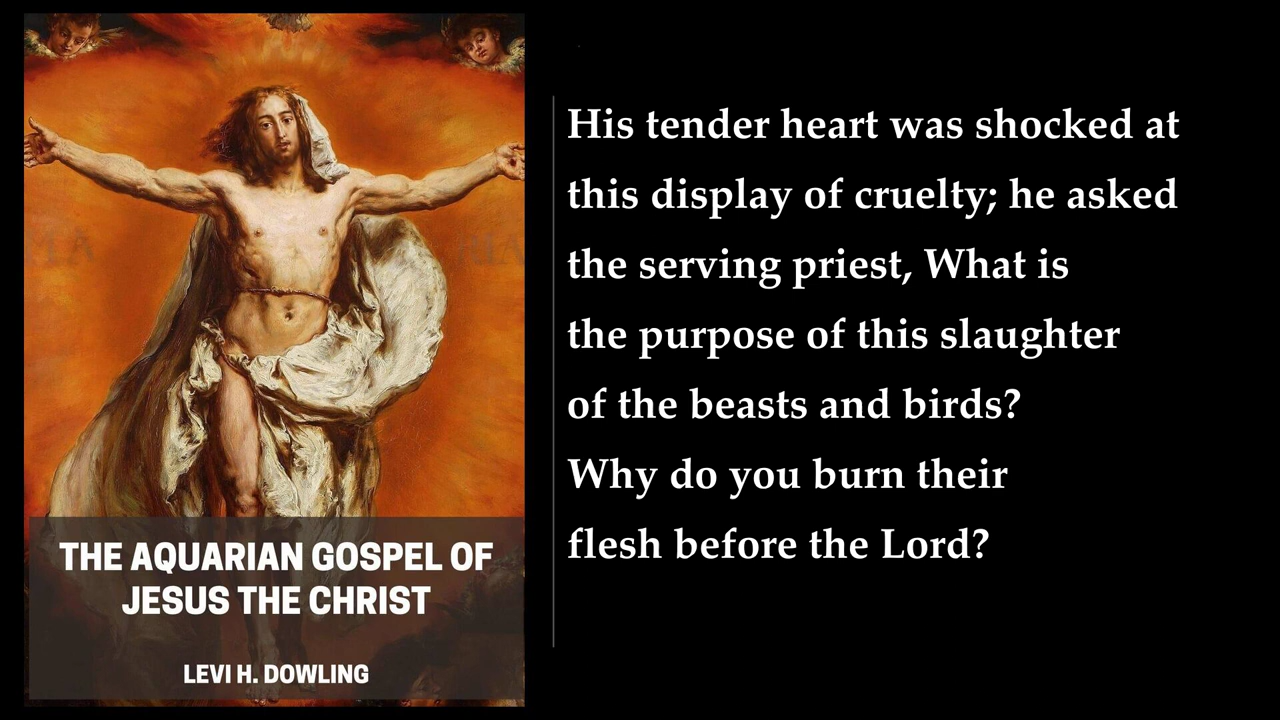 THE AQUARIAN GOSPEL OF
JESUS THE CHRIST
LEVI H. DOWLING
His tender heart was shocked at
this display of cruelty; he asked
the serving priest, What is
the purpose of this slaughter
of the beasts and birds?
Why do you burn their
flesh before the Lord?